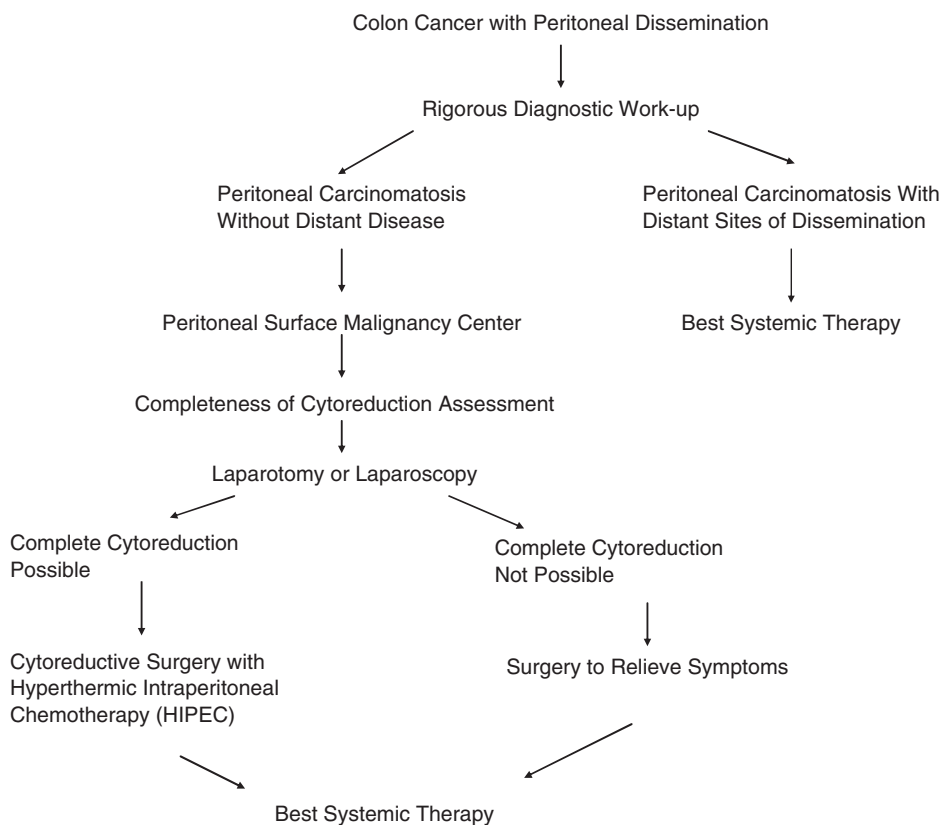 Colon Cancer with Peritoneal Dissemination
Rigorous Diagnostic Work-up
Peritoneal Carcinomatosis
Without Distant Disease
Peritoneal Carcinomatosis With
Distant Sites of Dissemination
Peritoneal Surface Malignancy Center
Best Systemic Therapy
Completeness of Cytoreduction Assessment
Laparotomy or Laparoscopy
Complete Cytoreduction
Possible
Complete Cytoreduction
Not Possible
Cytoreductive Surgery with
Hyperthermic Intraperitoneal
Chemotherapy (HIPEC)
Surgery to Relieve Symptoms
Best Systemic Therapy